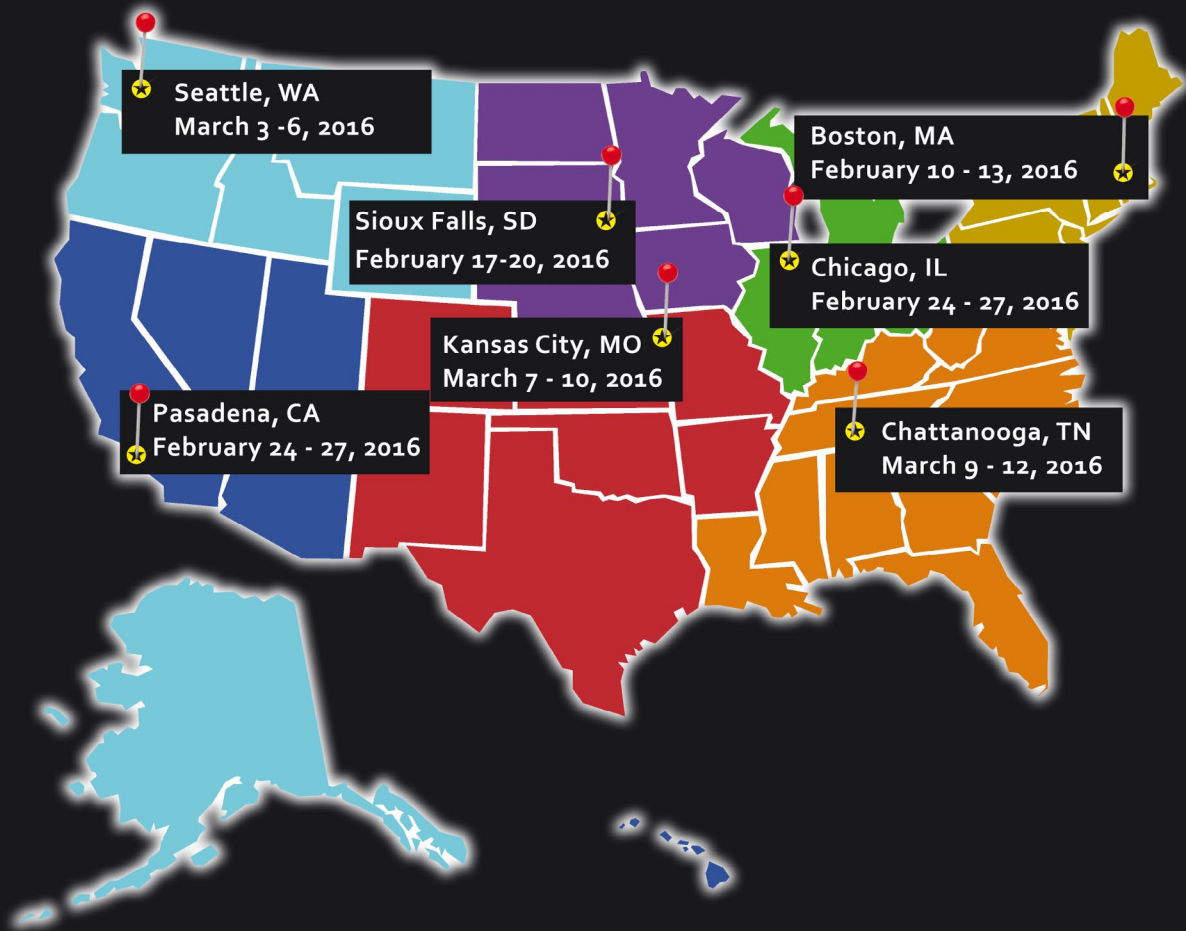 Seattle, WA
March 3 -6, 2016
Boston, MA
February 10 - 13, 2016
Sioux Falls, SD
February 17-20, 2016
Chicago, IL
February 24 - 27, 2016
Kansas City, MO
March 7 - 10, 2016
Pasadena, CA
February 24 - 27, 2016
Chattanooga, TN
March 9 - 12, 2016